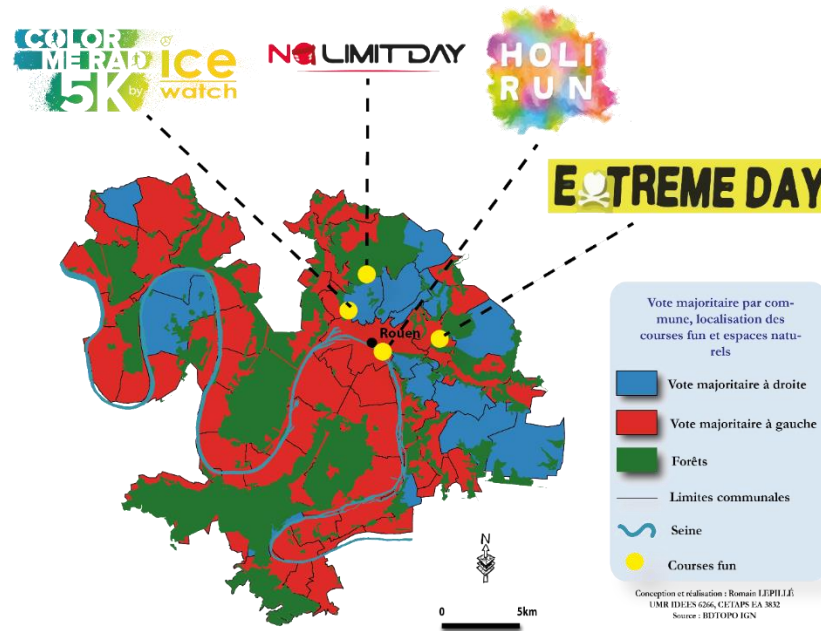 COLOR
ME RAD
5K by
ice
watch
NO LIMIT DAY
HOLI
RUN
EXTREME DAY
Rouen
Vote majoritaire par com-
mune, localisation des
courses fun et espaces natu-
rels
Vote majoritaire à droite
Vote majoritaire à gauche
Forêts
Limites communales
Seine
Courses fun
N
0 5km
Conception et réalisation : Romain LEPILLÉ
UMR IDEES 6266, CETAPS EA 3832
Source : BDTOPO IGN